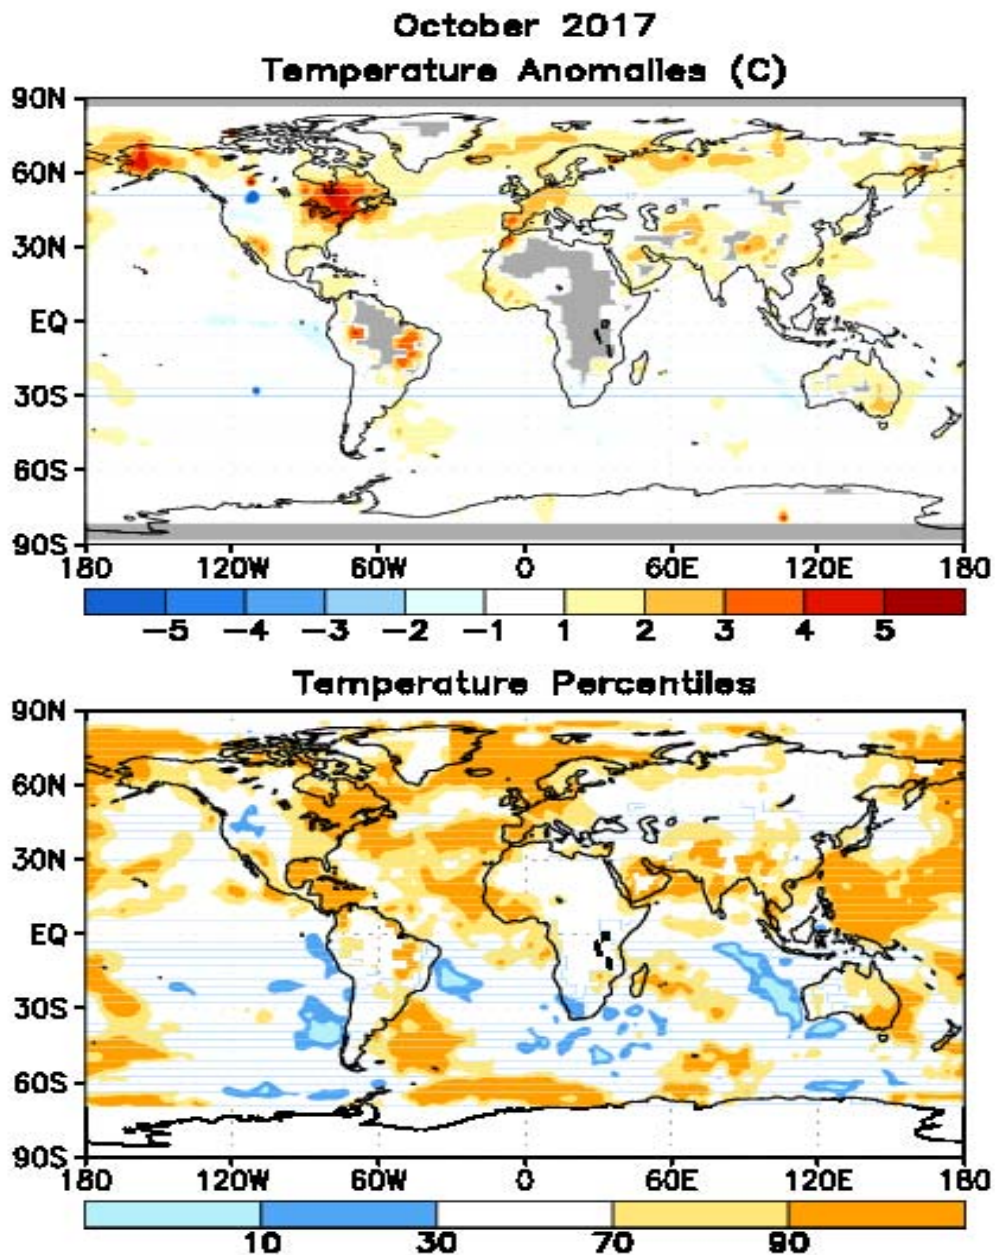 October 2017
Temperature Anomalies (C)
90N
60N
30N
EQ
30S
60S
90S
180 120W 60W 0 60E 120E 180
−5 −4 −3 −2 −1 1 2 3 4 5
Temperature Percentiles
90N
60N
30N
EQ
30S
60S
90S
180 120W 60W 0 60E 120E 180
10 30 70 90